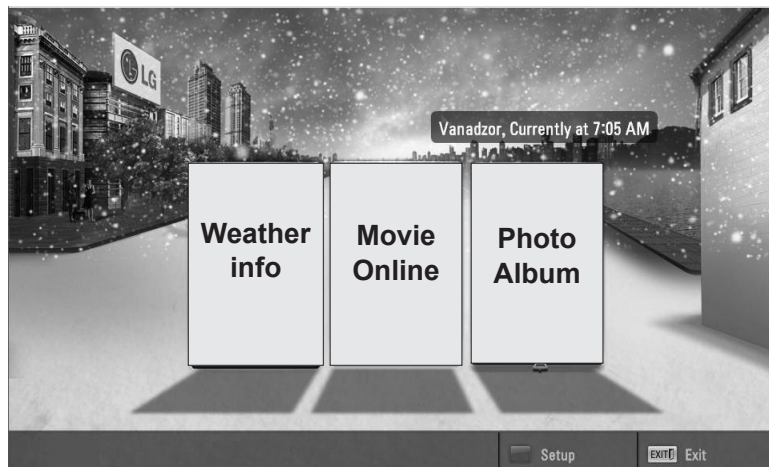 LG
Vanadzor, Currently at 7:05 AM
Weather
info
Movie
Online
Photo
Album
Setup
EXIT Exit